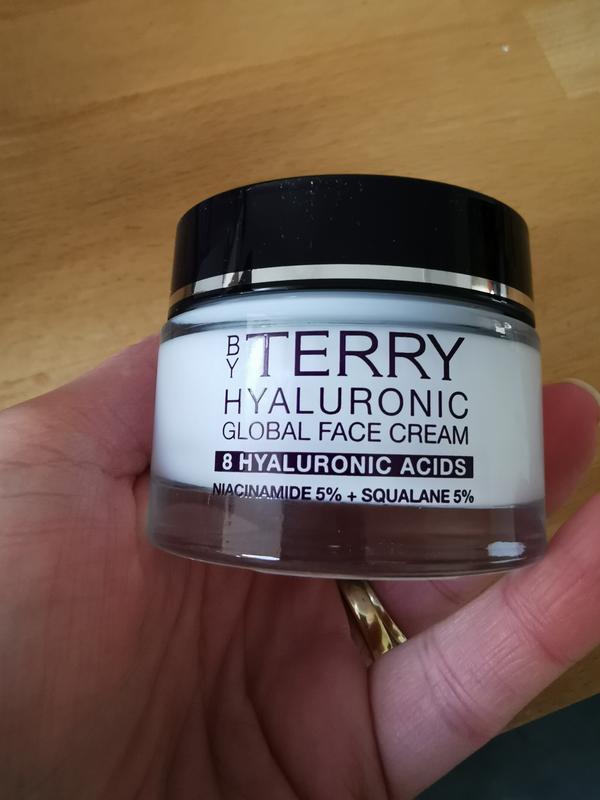 BY TERRY
HYALURONIC
GLOBAL FACE CREAM
8 HYALURONIC ACIDS
NIACINAMIDE 5% + SQUALANE 5%